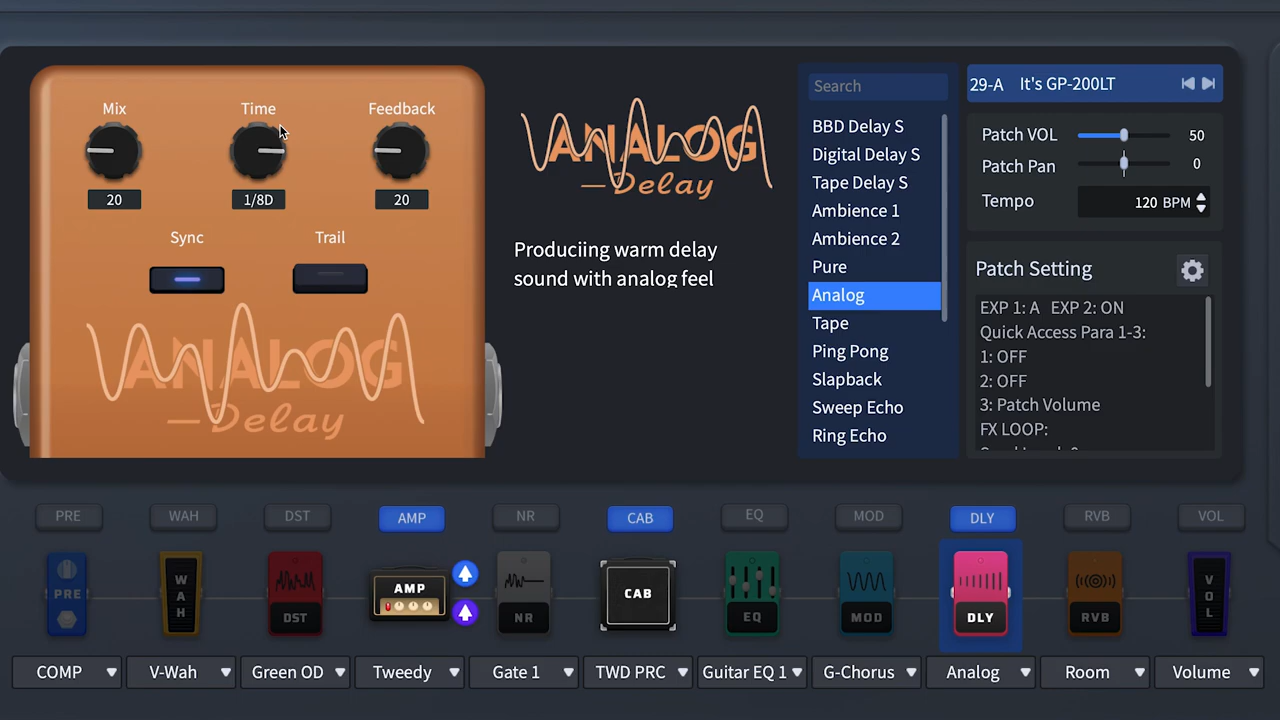 Mix
Time
Feedback
20
1/8D
20
Sync
Trail
ANALOG
Delay
ANALOG
Delay
Produciing warm delay
sound with analog feel
Search
BBD Delay S
Digital Delay S
Tape Delay S
Ambience 1
Ambience 2
Pure
Analog
Tape
Ping Pong
Slapback
Sweep Echo
Ring Echo
29-A It's GP-200LT
Patch VOL 50
Patch Pan 0
Tempo 120 BPM
Patch Setting
EXP 1: A EXP 2: ON
Quick Access Para 1-3:
1: OFF
2: OFF
3: Patch Volume
FX LOOP:
PRE WAH DST AMP NR CAB EQ MOD DLY RVB VOL
PRE WAH DST AMP NR CAB EQ MOD DLY RVB VOL
COMP V-Wah Green OD Tweedy Gate 1 TWD PRC Guitar EQ 1 G-Chorus Analog Room Volume